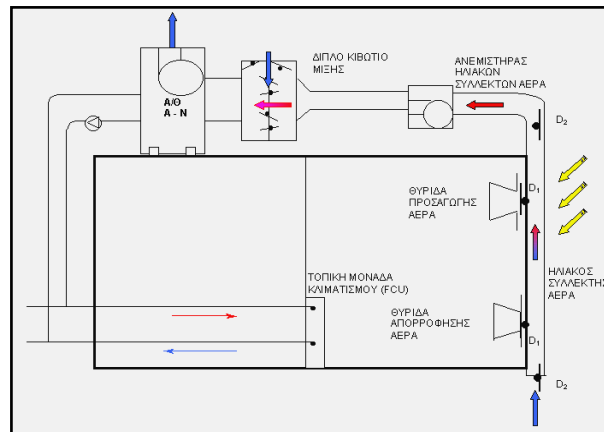 ΔΙΠΛΟ ΚΙΒΩΤΙΟ
ΜΙΞΗΣ
ΑΝΕΜΙΣΤΗΡΑΣ
ΗΛΙΑΚΩΝ
ΣΥΛΛΕΚΤΩΝ ΑΕΡΑ
Α/Θ
Α - Ν
D2
D1
ΘΥΡΙΔΑ
ΠΡΟΣΑΓΩΓΗΣ
ΑΕΡΑ
ΤΟΠΙΚΗ ΜΟΝΑΔΑ
ΚΛΙΜΑΤΙΣΜΟΥ (FCU)
ΗΛΙΑΚΟΣ
ΣΥΛΛΕΚΤΗΣ
ΑΕΡΑ
ΘΥΡΙΔΑ
ΑΠΟΡΡΟΦΗΣΗΣ
ΑΕΡΑ
D1
D2